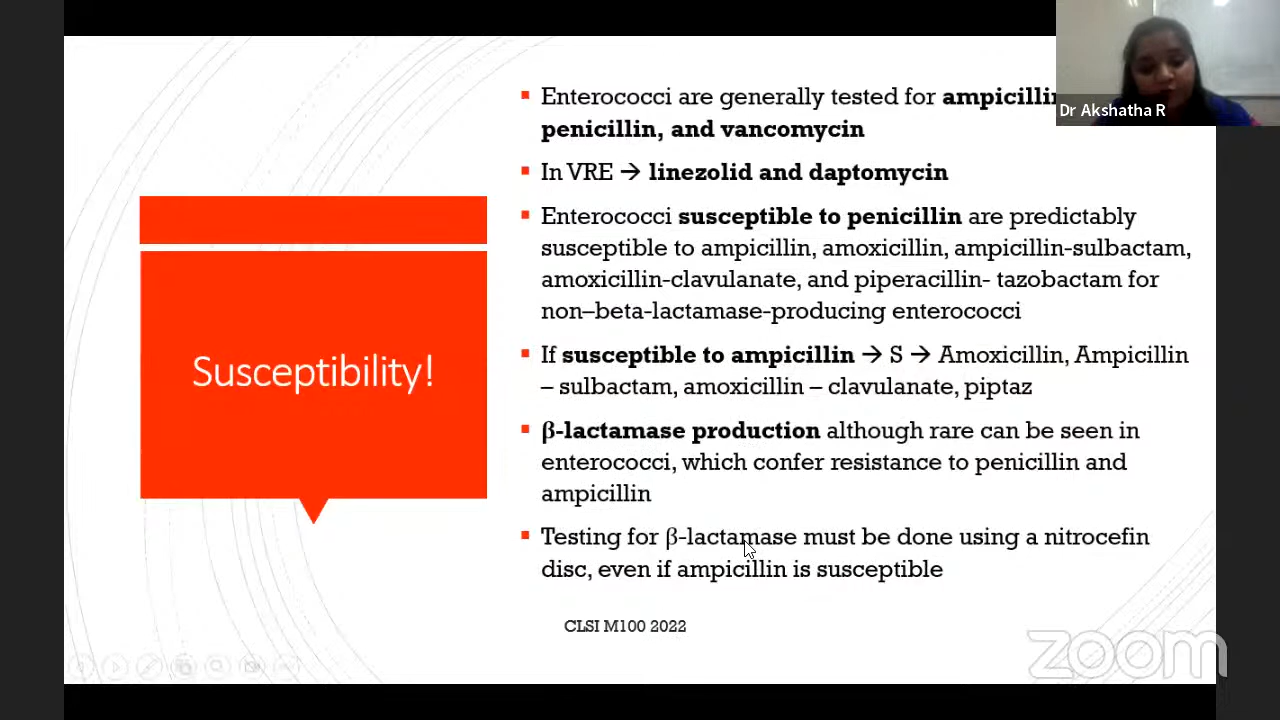 Enterococci are generally tested for
penicillin, and vancomycin
In VRE → linezolid and daptomycin
Enterococci susceptible to penicillin are predictably
susceptible to ampicillin, amoxicillin, ampicillin-sulbactam,
amoxicillin-clavulanate, and piperacillin- tazobactam for
non–beta-lactamase-producing enterococci
If susceptible to ampicillin → S → Amoxicillin, Ampicillin
– sulbactam, amoxicillin – clavulanate, piptaz
β-lactamase production although rare can be seen in
enterococci, which confer resistance to penicillin and
ampicillin
Testing for β-lactamase must be done using a nitrocefin
disc, even if ampicillin is susceptible
CLSI M100 2022
Susceptibility!
Dr Akshatha R
zoom